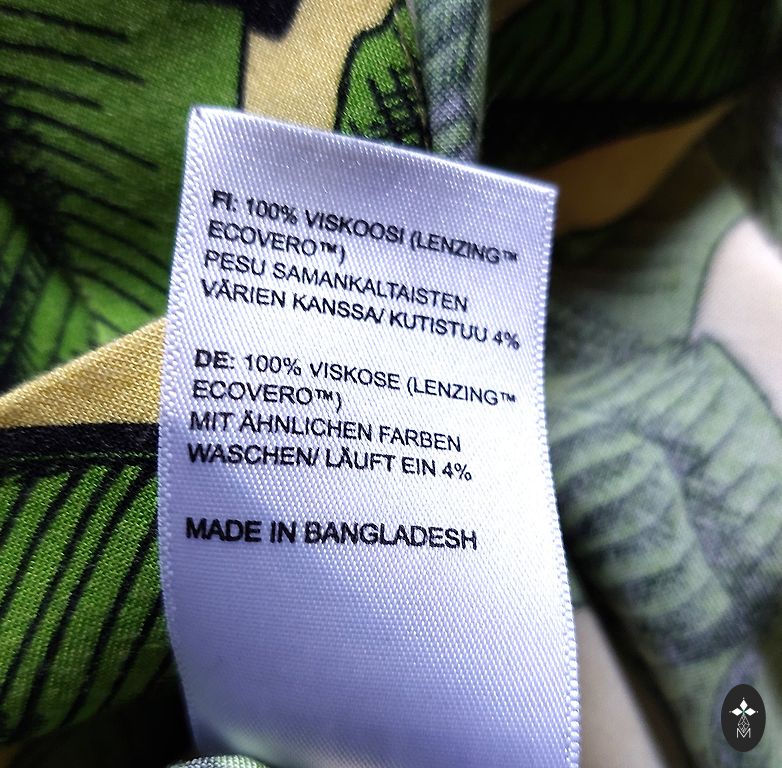 FI: 100% VISKOOSI (LENZING™
ECOVERO™)
PESU SAMANKALTAISTEN
VÄRIEN KANSSA/ KUTISTUU 4%
DE: 100% VISKOSE (LENZING™
ECOVERO™)
MIT ÄHNLICHEN FARBEN
WASCHEN/ LÄUFT EIN 4%
MADE IN BANGLADESH
M